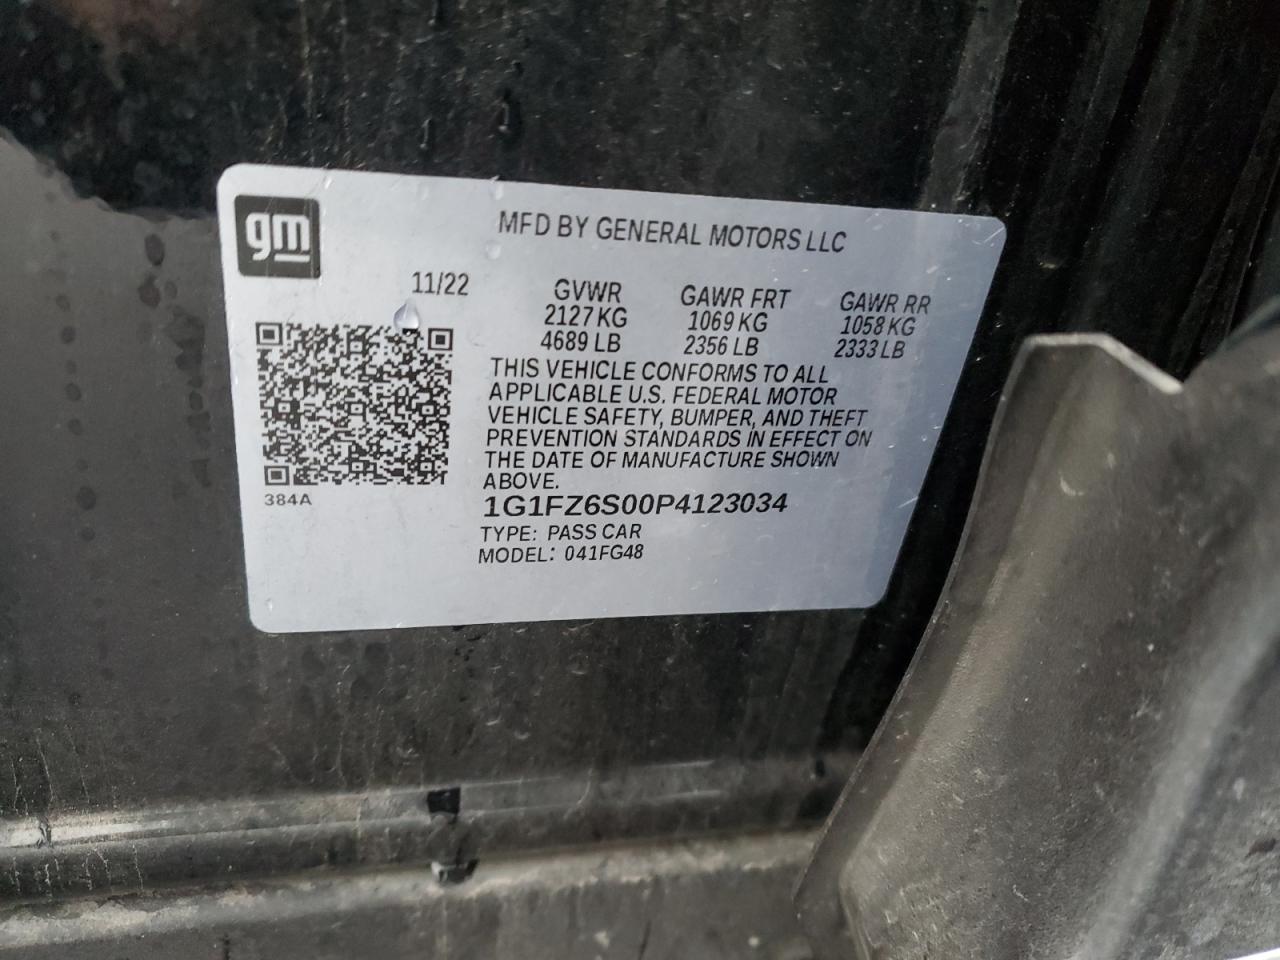 gm
MFD BY GENERAL MOTORS LLC
11/22
GVWR GAWR FRT GAWR RR
2127 KG 1069 KG 1058 KG
4689 LB 2356 LB 2333 LB
THIS VEHICLE CONFORMS TO ALL
APPLICABLE U.S. FEDERAL MOTOR
VEHICLE SAFETY, BUMPER, AND THEFT
PREVENTION STANDARDS IN EFFECT ON
THE DATE OF MANUFACTURE SHOWN
ABOVE.
384A
1G1FZ6S00P4123034
TYPE: PASS CAR
MODEL: 041FG48